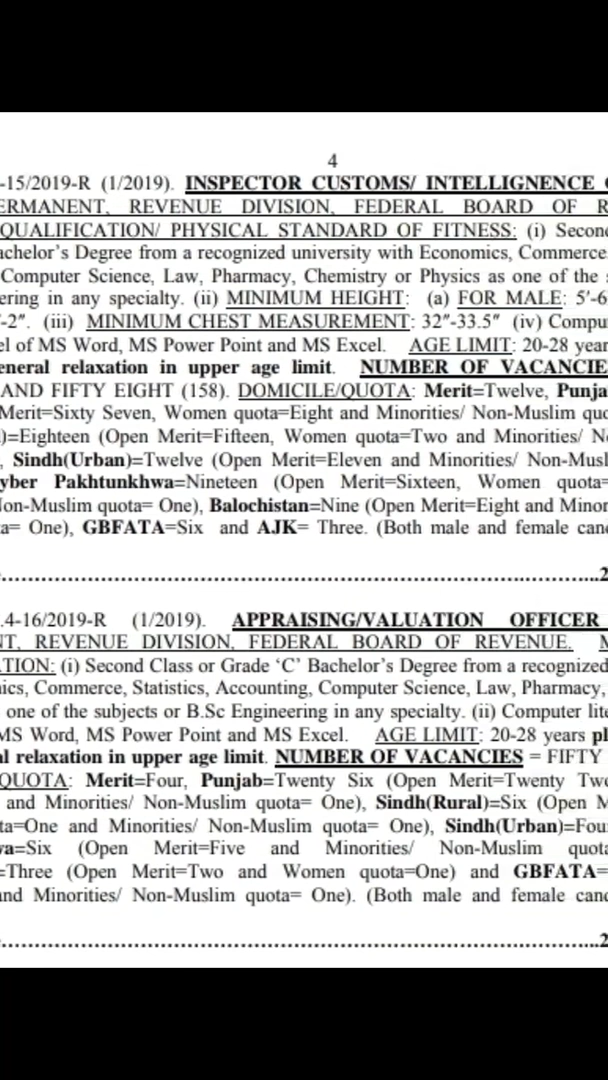 4
-15/2019-R (1/2019). INSPECTOR CUSTOMS/ INTELLIGNENCE
ERMANENT, REVENUE DIVISION, FEDERAL BOARD OF R
QUALIFICATION/ PHYSICAL STANDARD OF FITNESS: (i) Secon
achelor's Degree from a recognized university with Economics, Commerce
Computer Science, Law, Pharmacy, Chemistry or Physics as one of the
ering in any specialty. (ii) MINIMUM HEIGHT: (a) FOR MALE: 5'-6
'-2″. (iii) MINIMUM CHEST MEASUREMENT: 32″-33.5″ (iv) Compu
el of MS Word, MS Power Point and MS Excel. AGE LIMIT: 20-28 year
eneral relaxation in upper age limit. NUMBER OF VACANCIE
AND FIFTY EIGHT (158). DOMICILE/QUOTA: Merit=Twelve, Punja
Merit=Sixty Seven, Women quota=Eight and Minorities/ Non-Muslim quo
)=Eighteen (Open Merit=Fifteen, Women quota=Two and Minorities/ No
, Sindh(Urban)=Twelve (Open Merit=Eleven and Minorities/ Non-Musl
yber Pakhtunkhwa=Nineteen (Open Merit=Sixteen, Women quota=
Non-Muslim quota= One), Balochistan=Nine (Open Merit=Eight and Minor
ta= One), GBFATA=Six and AJK= Three. (Both male and female cand
...........................................................................................2
.4-16/2019-R (1/2019). APPRAISING/VALUATION OFFICER
NT, REVENUE DIVISION, FEDERAL BOARD OF REVENUE. M
TION: (i) Second Class or Grade 'C' Bachelor's Degree from a recognized
ics, Commerce, Statistics, Accounting, Computer Science, Law, Pharmacy,
one of the subjects or B.Sc Engineering in any specialty. (ii) Computer lite
MS Word, MS Power Point and MS Excel. AGE LIMIT: 20-28 years pl
al relaxation in upper age limit. NUMBER OF VACANCIES = FIFTY
QUOTA: Merit=Four, Punjab=Twenty Six (Open Merit=Twenty Two
and Minorities/ Non-Muslim quota= One), Sindh(Rural)=Six (Open M
ta=One and Minorities/ Non-Muslim quota= One), Sindh(Urban)=Four
wa=Six (Open Merit=Five and Minorities/ Non-Muslim quota
=Three (Open Merit=Two and Women quota=One) and GBFATA=
and Minorities/ Non-Muslim quota= One). (Both male and female cand
...........................................................................................2